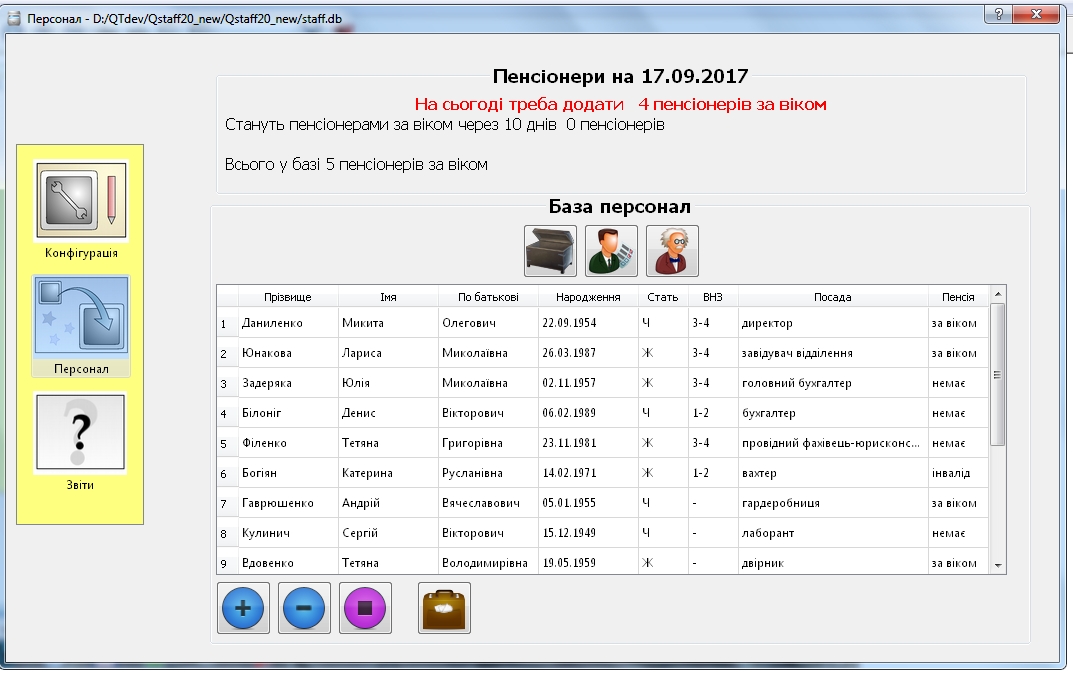 Персонал - D:/QTdev/Qstaff20_new/Qstaff20_new/staff.db
Пенсіонери на 17.09.2017
На сьогоді треба додати 4 пенсіонерів за віком
Стануть пенсіонерами за віком через 10 днів 0 пенсіонерів
Всього у базі 5 пенсіонерів за віком
Конфігурація
Персонал
Звіти
База персонал
Прізвище Імя По батькові Народження Стать ВНЗ Посада Пенсія
1 Даниленко Микита Олегович 22.09.1954 Ч 3-4 директор за віком
2 Юнакова Лариса Миколаївна 26.03.1987 Ж 3-4 завідувач відділення за віком
3 Задеряка Юлія Миколаївна 02.11.1957 Ж 3-4 головний бухгалтер немає
4 Білоніг Денис Вікторович 06.02.1989 Ч 1-2 бухгалтер немає
5 Філенко Тетяна Григорівна 23.11.1981 Ж 3-4 провідний фахівець-юрисконс... немає
6 Богіян Катерина Русланівна 14.02.1971 Ж 1-2 вахтер інвалід
7 Гаврюшенко Андрій Вячеславович 05.01.1955 Ч - гардеробниця за віком
8 Кулинич Сергій Вікторович 15.12.1949 Ч - лаборант немає
9 Вдовенко Тетяна Володимирівна 19.05.1959 Ж - двірник за віком